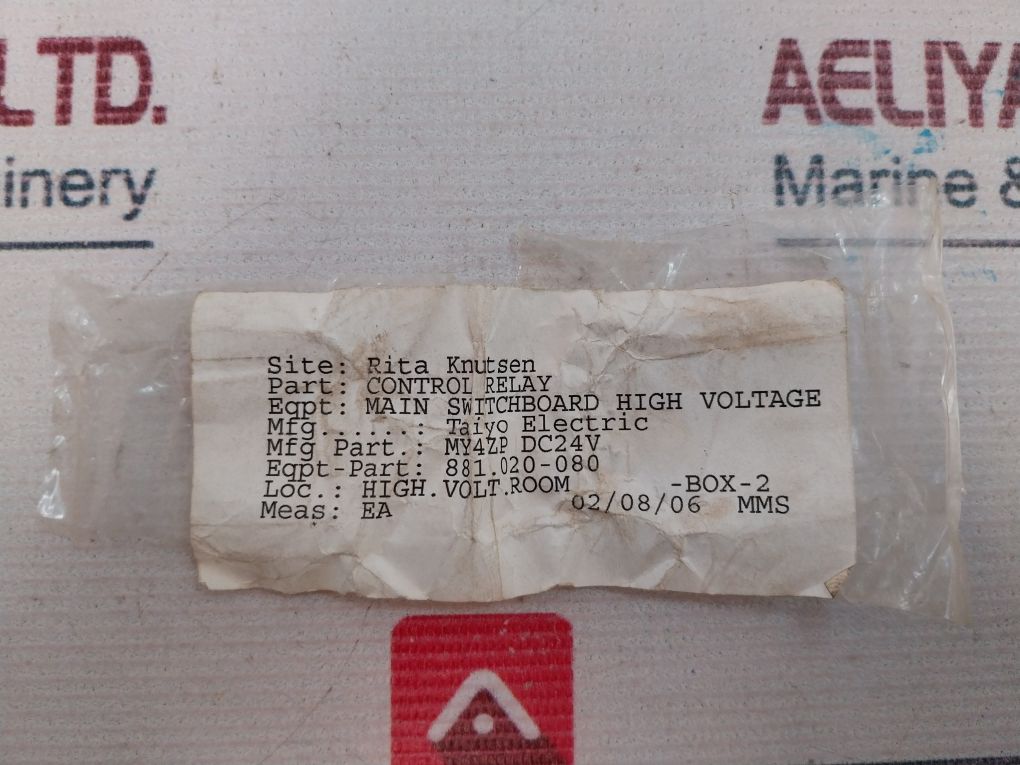 LTD.
inery
AELIYA
Marine &
Site: Rita Knutsen
Part: CONTROL RELAY
Eqpt: MAIN SWITCHBOARD HIGH VOLTAGE
Mfg......: Taiyo Electric
Mfg Part.: MY4ZP DC24V
Eqpt-Part: 881.020-080
Loc.: HIGH.VOLT.ROOM -BOX-2
Meas: EA 02/08/06 MMS